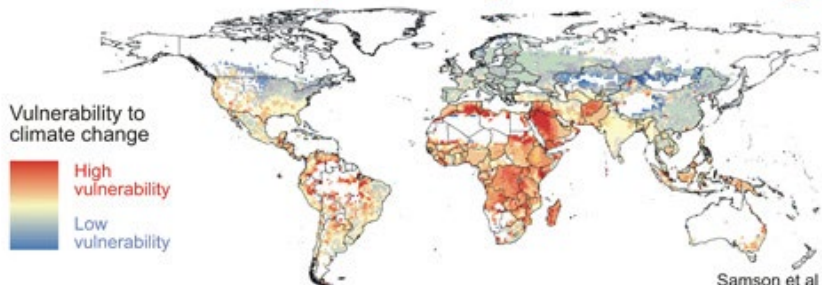 Vulnerability to
climate change
High
vulnerability
Low
vulnerability
Samson et al